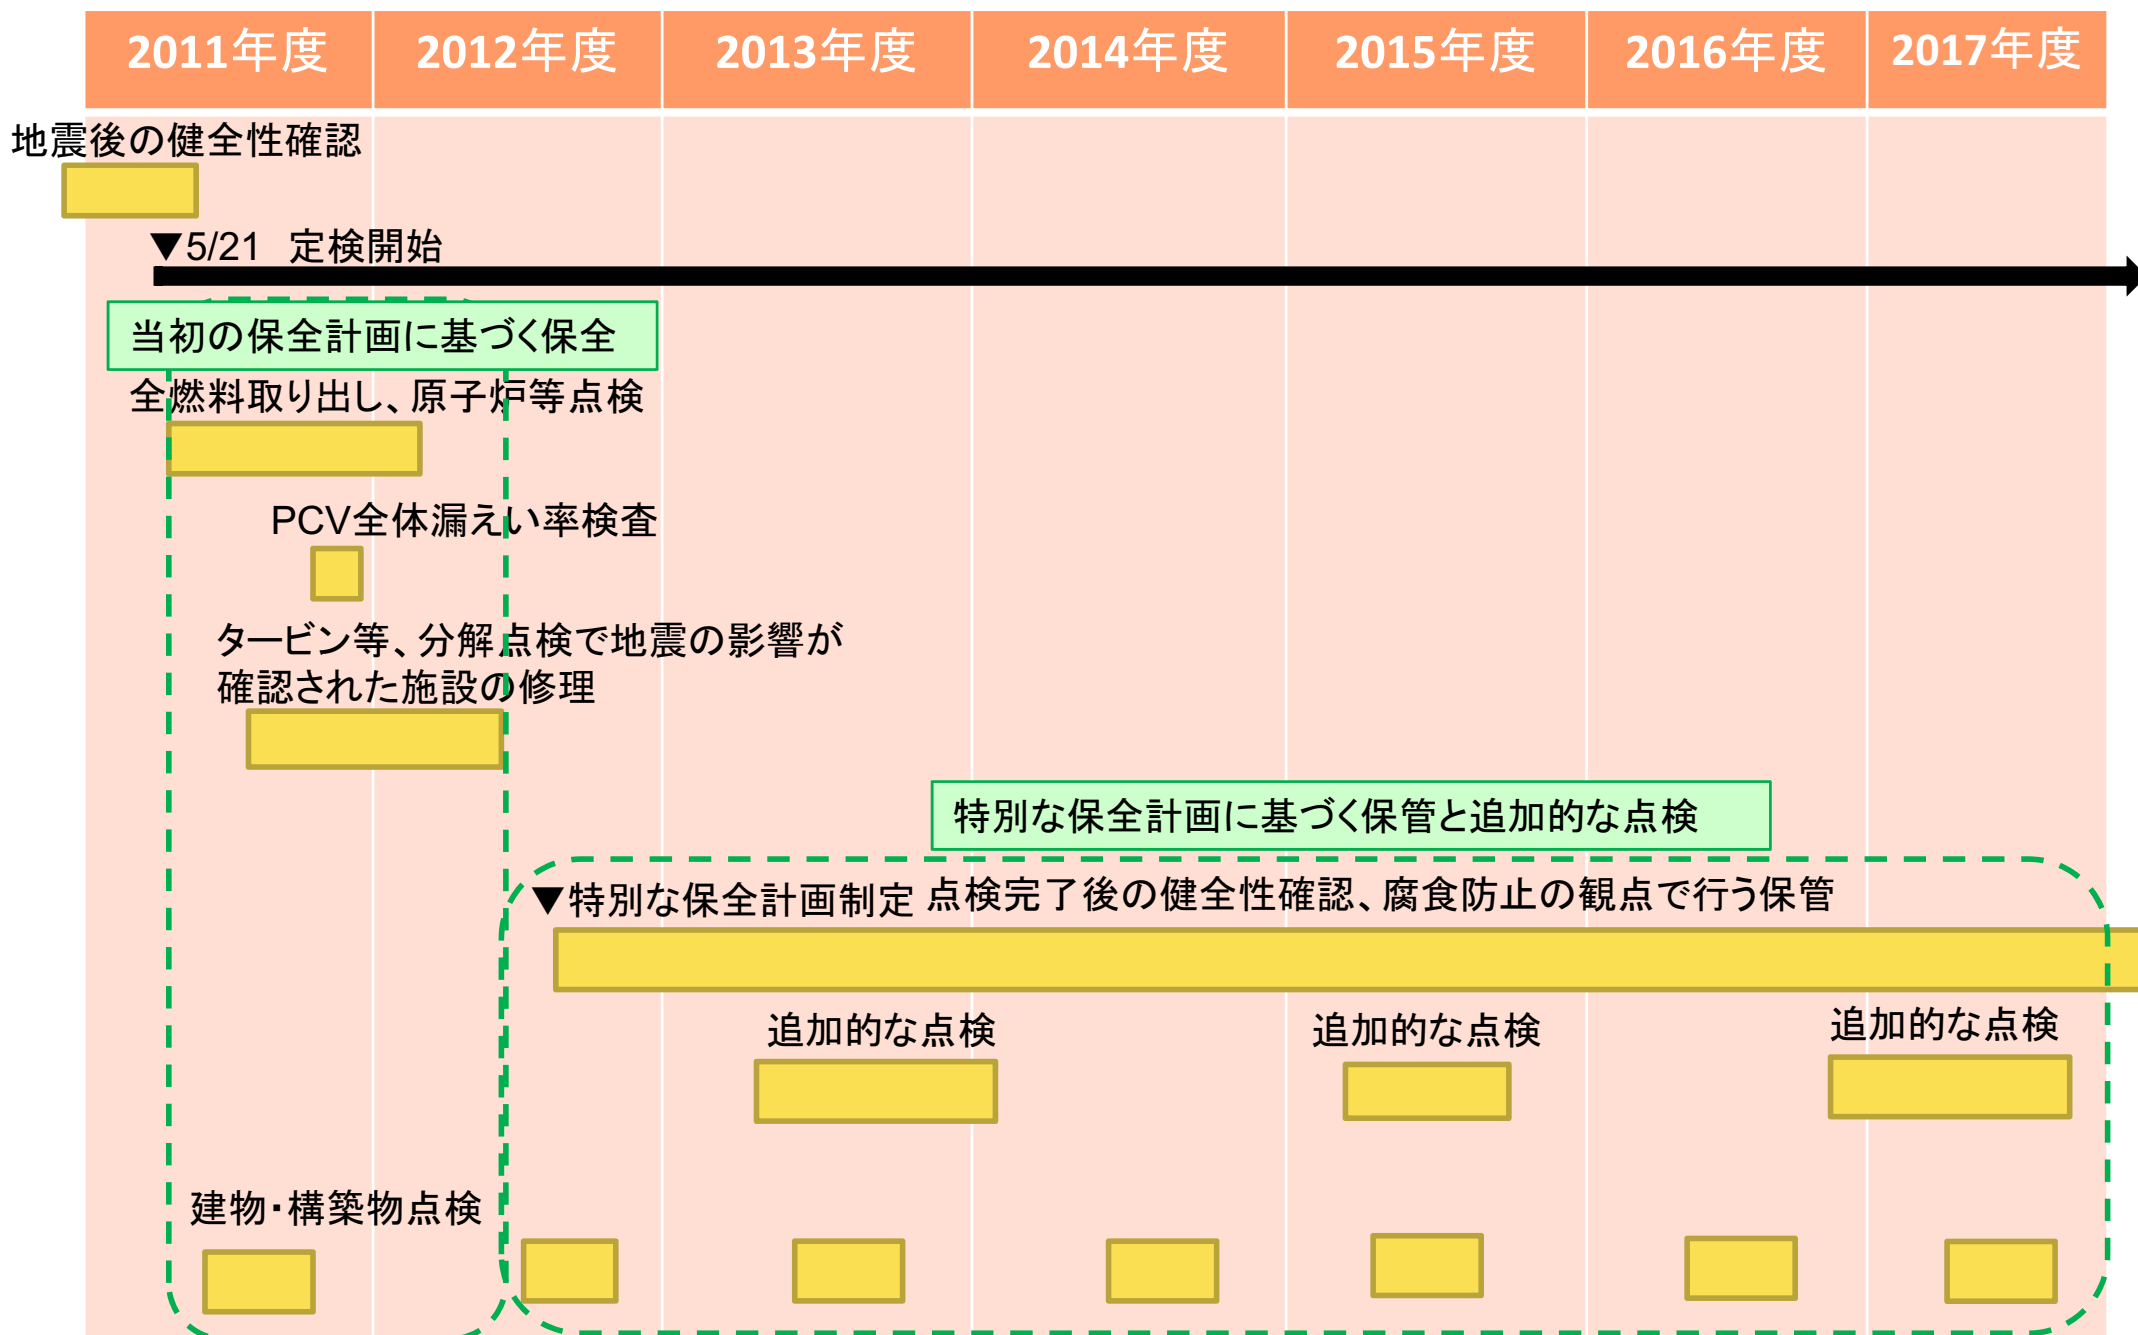 2011年度 2012年度 2013年度 2014年度 2015年度 2016年度 2017年度
地震後の健全性確認
▼5/21　定検開始
当初の保全計画に基づく保全
全燃料取り出し、原子炉等点検
PCV全体漏えい率検査
タービン等、分解点検で地震の影響が
確認された施設の修理
特別な保全計画に基づく保管と追加的な点検
▼特別な保全計画制定 点検完了後の健全性確認、腐食防止の観点で行う保管
追加的な点検 追加的な点検 追加的な点検
建物・構築物点検